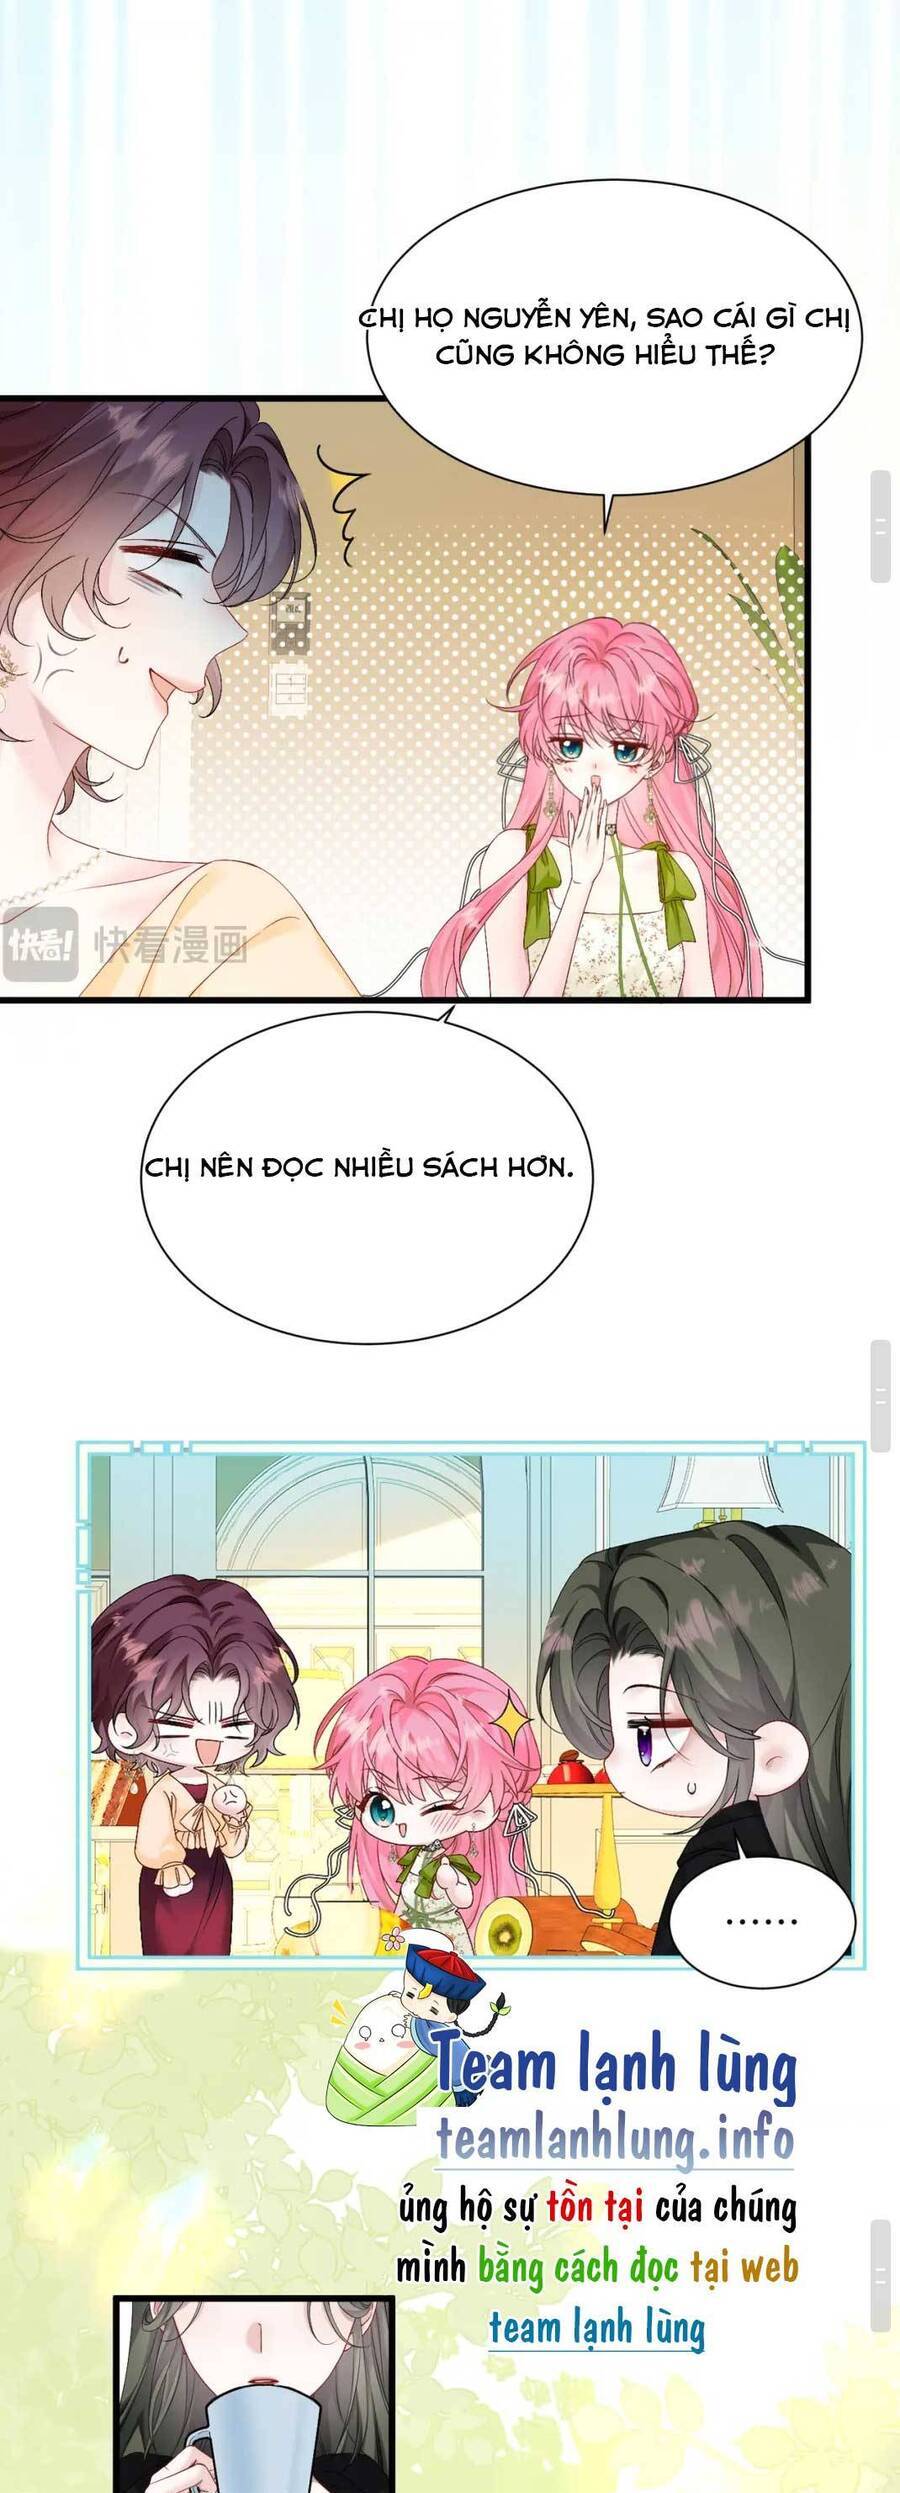 CHỊ HỌ NGUYỄN YÊN, SAO CÁI GÌ CHỊ
CŨNG KHÔNG HIỂU THẾ?
快看! 快看漫画
CHỊ NÊN ĐỌC NHIỀU SÁCH HƠN.
......
Team lạnh lùng
teamlanhlung.info
ủng hộ sự tồn tại của chúng
mình bằng cách đọc tại web
team lạnh lùng